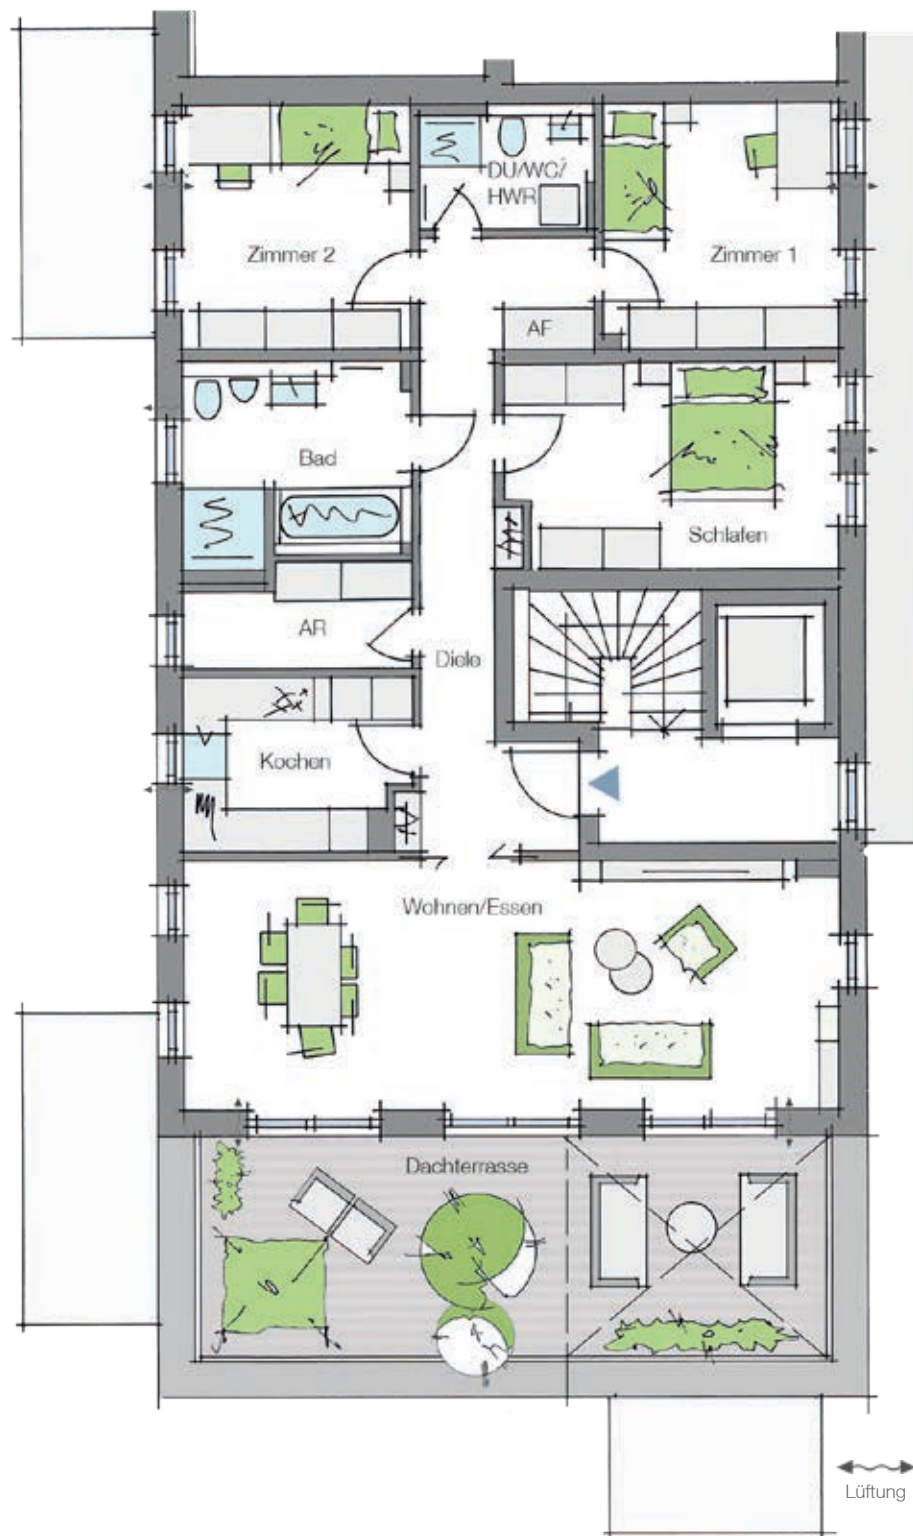 DU/WC/
HWR
Zimmer 2
Zimmer 1
AF
Bad
Schlafen
AR
Diele
Kochen
Wohnen/Essen
Dachterrasse
Lüftung